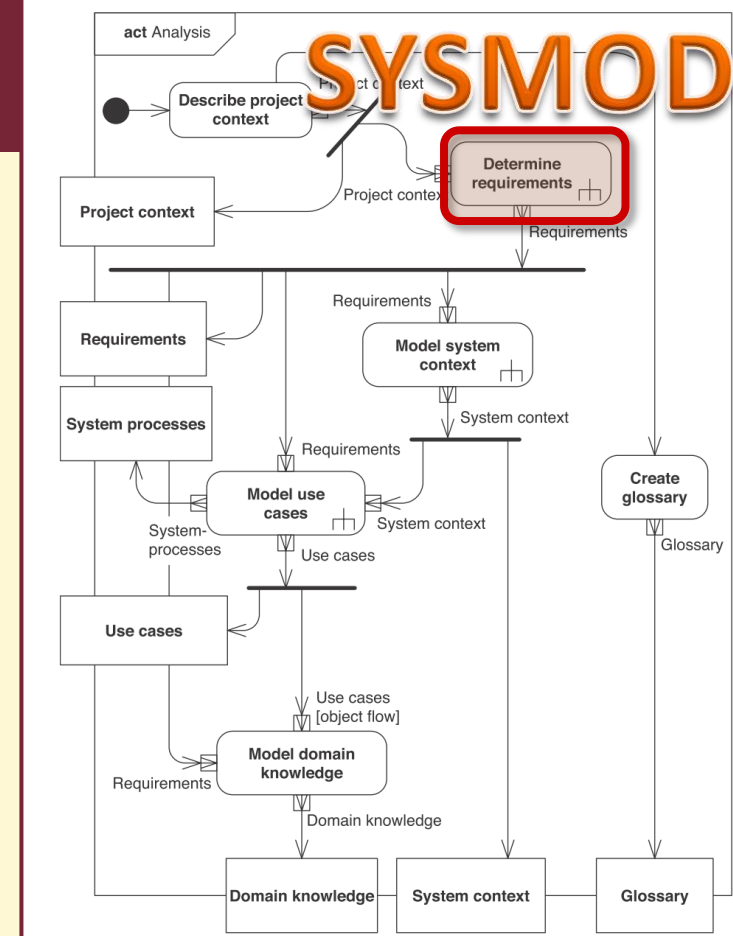 act Analysis
SYSMOD
Describe project
context
Project context
Determine
requirements
Project context
Project context
Requirements
Requirements
Requirements
Model system
context
System processes
System context
Requirements
Model use
cases
System context
Create
glossary
System-
processes
Use cases
Glossary
Use cases
Use cases
[object flow]
Model domain
knowledge
Requirements
Domain knowledge
Domain knowledge
System context
Glossary